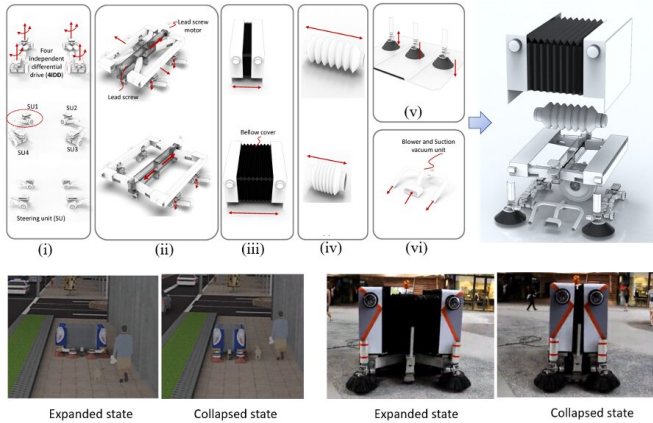 Four
independent
differential
drive (4IDD)
SU1
SU2
SU4
SU3
Steering unit (SU)
(i)
Lead screw
motor
Lead screw
(ii)
Bellow cover
(iii)
(iv)
(v)
Blower and Suction
vacuum unit
(vi)
Expanded state
Collapsed state
Expanded state
Collapsed state